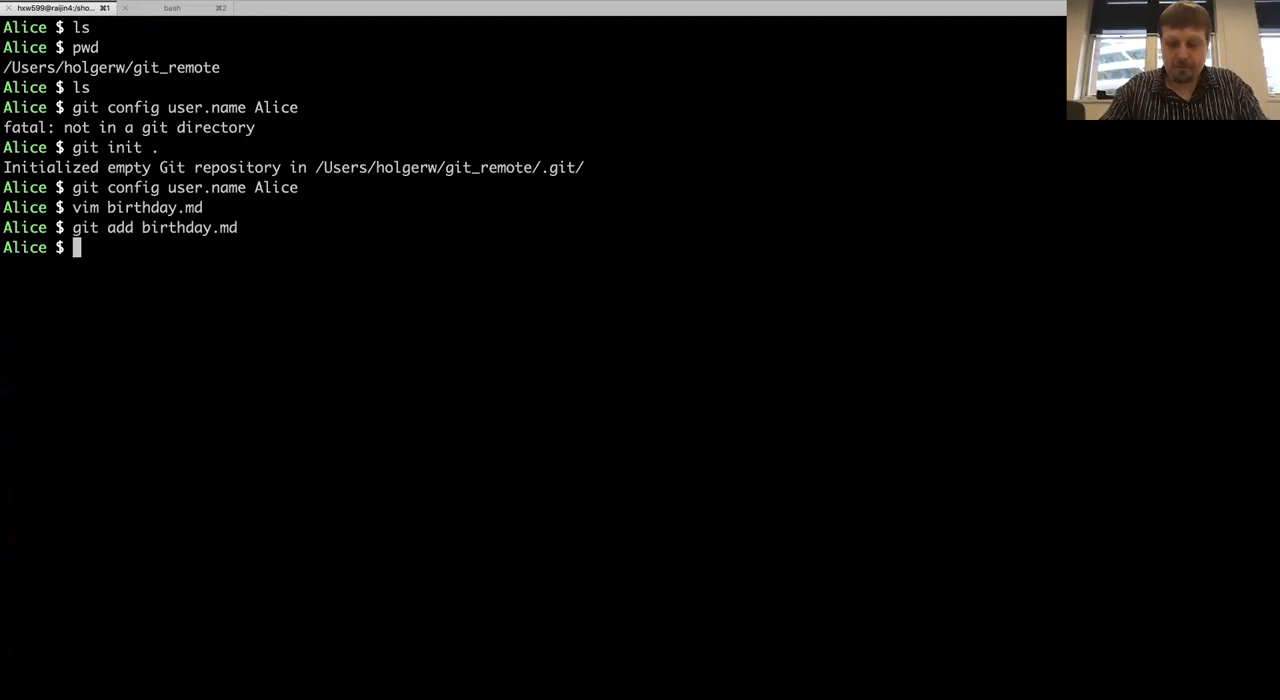 hxw599@raijin4:/sho... ⌘1 bash ⌘2
Alice $ ls
Alice $ pwd
/Users/holgerw/git_remote
Alice $ ls
Alice $ git config user.name Alice
fatal: not in a git directory
Alice $ git init .
Initialized empty Git repository in /Users/holgerw/git_remote/.git/
Alice $ git config user.name Alice
Alice $ vim birthday.md
Alice $ git add birthday.md
Alice $